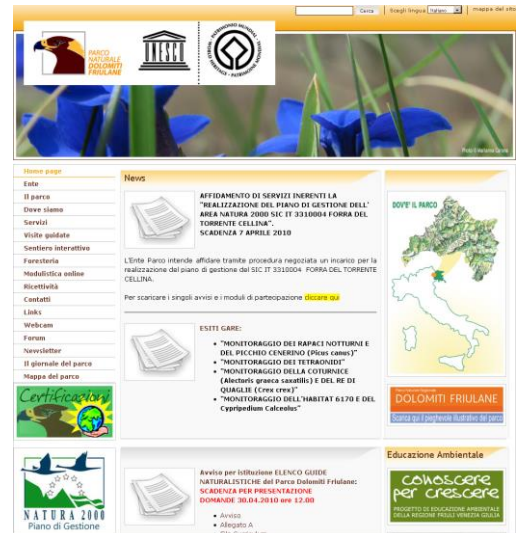 Cerca
Scegli lingua Italiano
mappa del sito
PARCO
NATURALE
DOLOMITI
FRIULANE
UNESCO
PATRIMONIO MONDIAL
WORLD HERITAGE
PATRIMOINE MONDIAL
Home page
Ente
Il parco
Dove siamo
Servizi
Visite guidate
Sentiero interattivo
Foresteria
Modulistica online
Ricettività
Contatti
Links
Webcam
Forum
Newsletter
Il giornale del parco
Mappa del parco
Certificazioni
NATURA 2000
Piano di Gestione
News
AFFIDAMENTO DI SERVIZI INERENTI LA
"REALIZZAZIONE DEL PIANO DI GESTIONE DELL'
AREA NATURA 2000 SIC IT 3310004 FORRA DEL
TORRENTE CELLINA".
SCADENZA 7 APRILE 2010
L'Ente Parco intende affidare tramite procedura negoziata un incarico per la
realizzazione del piano di gestione del SIC IT 3310004 FORRA DEL TORRENTE
CELLINA.
Per scaricare i singoli avvisi e i moduli di partecipazione cliccare qui
ESITI GARE:
"MONITORAGGIO DEI RAPACI NOTTURNI E
DEL PICCHIO CENERINO (Picus canus)"
"MONITORAGGIO DEI TETRAONIDI"
"MONITORAGGIO DELLA COTURNICE
(Alectoris graeca saxatilis) E DEL RE DI
QUAGLIE (Crex crex)"
"MONITORAGGIO DELL'HABITAT 6170 E DEL
Cypripedium Calceolus"
Avviso per istituzione ELENCO GUIDE
NATURALISTICHE del Parco Dolomiti Friulane:
SCADENZA PER PRESENTAZIONE
DOMANDE 30.04.2010 ore 12.00
Avviso
Allegato A
DOV'E' IL PARCO
DOLOMITI FRIULANE
Scarica qui il pieghevole illustrativo del parco
Educazione Ambientale
conoscere
per crescere
PROGETTO DI EDUCAZIONE AMBIENTALE
DELLA REGIONE FRIULI VENEZIA GIULIA